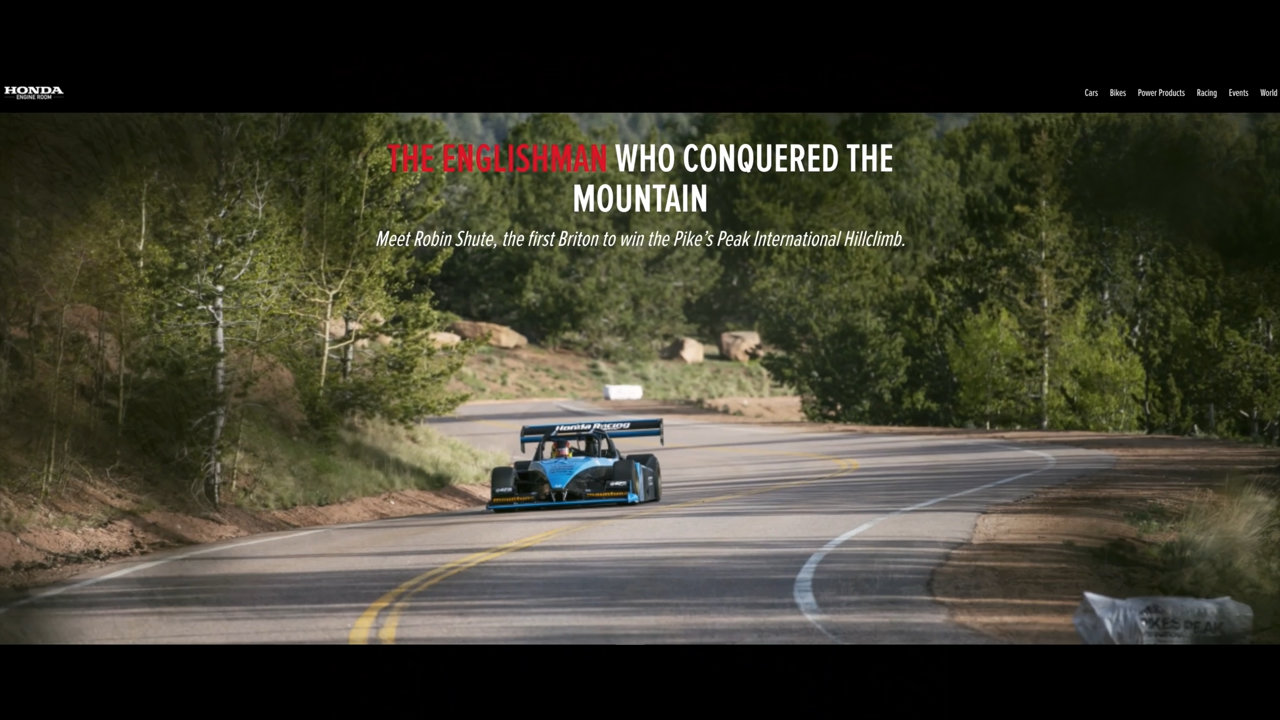 HONDA
ENGINE ROOM
Cars Bikes Power Products Racing Events World
THE ENGLISHMAN WHO CONQUERED THE
MOUNTAIN
Meet Robin Shute, the first Briton to win the Pike's Peak International Hillclimb.
Honda Racing
PIKES PEAK